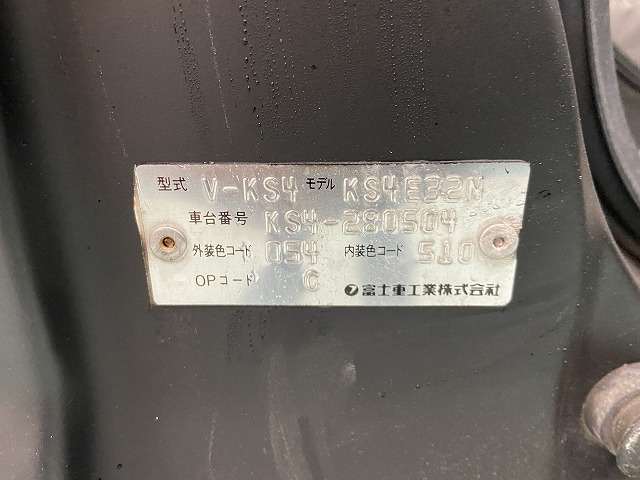 型式 V-KS4 モデル KS4E32N
車台番号 KS4-280504
外装色コード 054 内装色コード 510
OPコード C 富士重工業株式会社